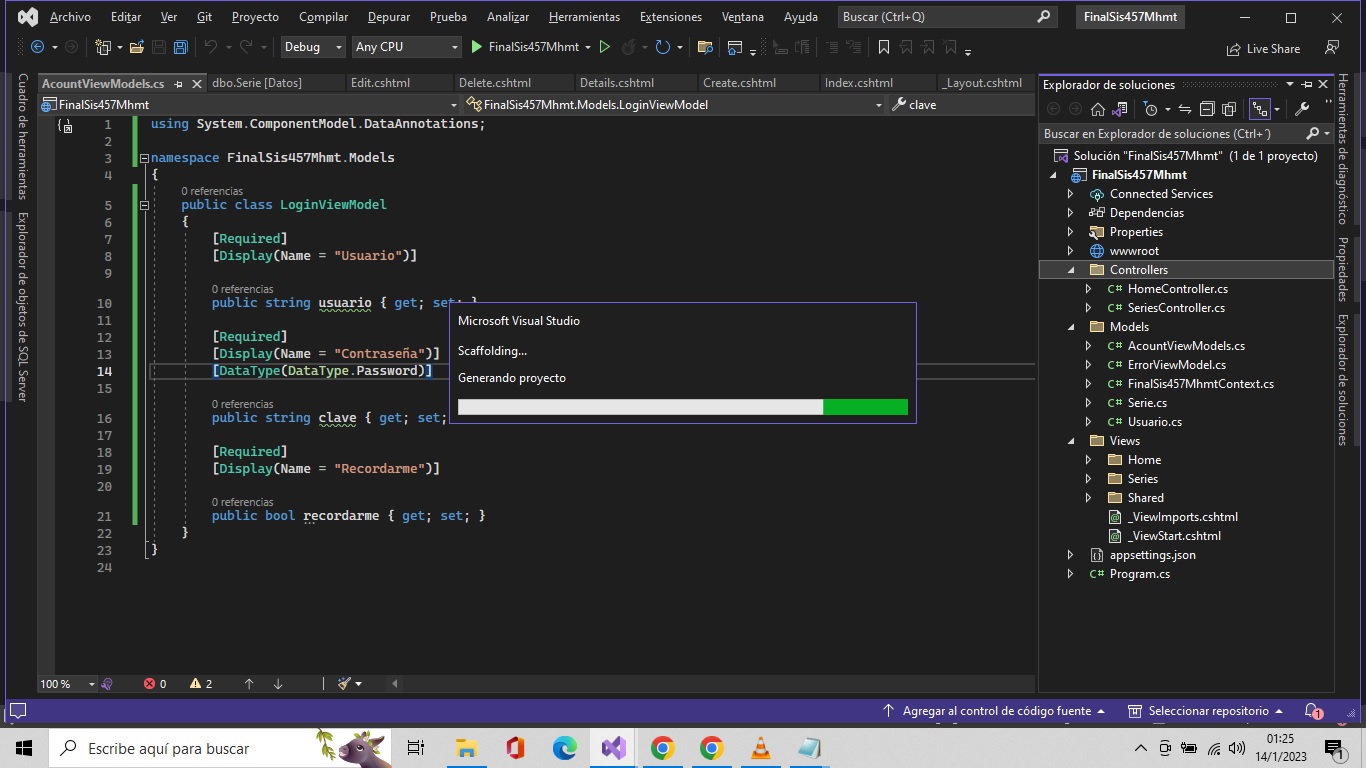 Archivo Editar Ver Git Proyecto Compilar Depurar Prueba Analizar Herramientas Extensiones Ventana Ayuda Buscar (Ctrl+Q) FinalSis457Mhmt
Debug Any CPU FinalSis457Mhmt Live Share
AcountViewModels.cs dbo.Serie [Datos] Edit.cshtml Delete.cshtml Details.cshtml Create.cshtml Index.cshtml _Layout.cshtml
FinalSis457Mhmt FinalSis457Mhmt.Models.LoginViewModel clave
Cuadro de herramientas
Explorador de objetos de SQL Server
1 using System.ComponentModel.DataAnnotations;
2
3 namespace FinalSis457Mhmt.Models
4 {
0 referencias
5 public class LoginViewModel
6 {
7 [Required]
8 [Display(Name = "Usuario")]
9
0 referencias
10 public string usuario { get; set; }
11
12 [Required]
13 [Display(Name = "Contraseña")]
14 [DataType(DataType.Password)]
15
0 referencias
16 public string clave { get; set;
17
18 [Required]
19 [Display(Name = "Recordarme")]
20
0 referencias
21 public bool recordarme { get; set; }
22 }
23 }
24
Microsoft Visual Studio
Scaffolding...
Generando proyecto
100 % 0 2
Explorador de soluciones
Buscar en Explorador de soluciones (Ctrl+´)
Solución "FinalSis457Mhmt" (1 de 1 proyecto)
FinalSis457Mhmt
Connected Services
Dependencias
Properties
wwwroot
Controllers
C# HomeController.cs
C# SeriesController.cs
Models
C# AcountViewModels.cs
C# ErrorViewModel.cs
C# FinalSis457MhmtContext.cs
C# Serie.cs
C# Usuario.cs
Views
Home
Series
Shared
_ViewImports.cshtml
_ViewStart.cshtml
appsettings.json
C# Program.cs
Herramientas de diagnóstico
Propiedades
Explorador de soluciones
Agregar al control de código fuente Seleccionar repositorio 1
Escribe aquí para buscar
01:25
14/1/2023
1